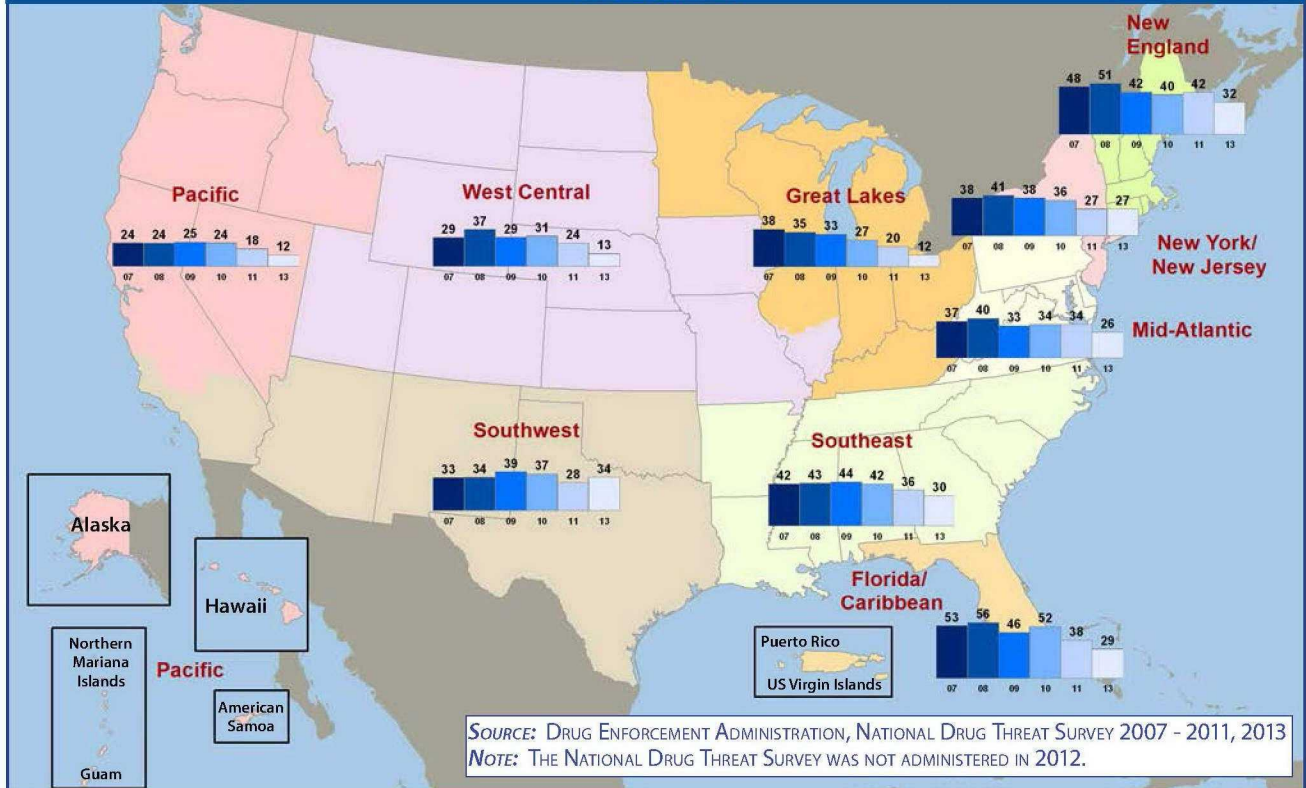 New
England
48 51 42 40 42 32
07 08 09 10 11 13
Pacific
24 24 25 24 18 12
07 08 09 10 11 13
West Central
29 37 29 31 24 13
07 08 09 10 11 13
Great Lakes
38 35 33 27 20 12
07 08 09 10 11 13
38 41 38 36 27 27
07 08 09 10 11 13
New York/
New Jersey
37 40 33 34 34 26
07 08 09 10 11 13
Mid-Atlantic
Southwest
33 34 39 37 28 34
07 08 09 10 11 13
Southeast
42 43 44 42 36 30
07 08 09 10 11 13
Florida/
Caribbean
53 56 46 52 38 29
07 08 09 10 11 13
Alaska
Hawaii
Northern
Mariana
Islands
Guam
Pacific
American
Samoa
Puerto Rico
US Virgin Islands
SOURCE: DRUG ENFORCEMENT ADMINISTRATION, NATIONAL DRUG THREAT SURVEY 2007 - 2011, 2013
NOTE: THE NATIONAL DRUG THREAT SURVEY WAS NOT ADMINISTERED IN 2012.